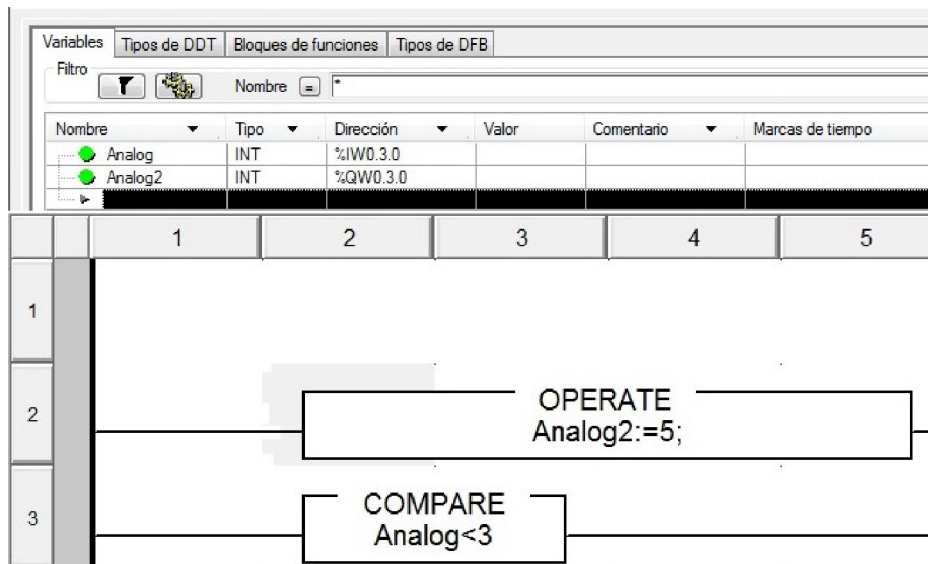 Variables Tipos de DDT Bloques de funciones Tipos de DFB
Filtro
Nombre = *
Nombre Tipo Dirección Valor Comentario Marcas de tiempo
Analog INT %IW0.3.0
Analog2 INT %QW0.3.0
1 2 3 4 5
1
2
OPERATE
Analog2:=5;
3
COMPARE
Analog<3